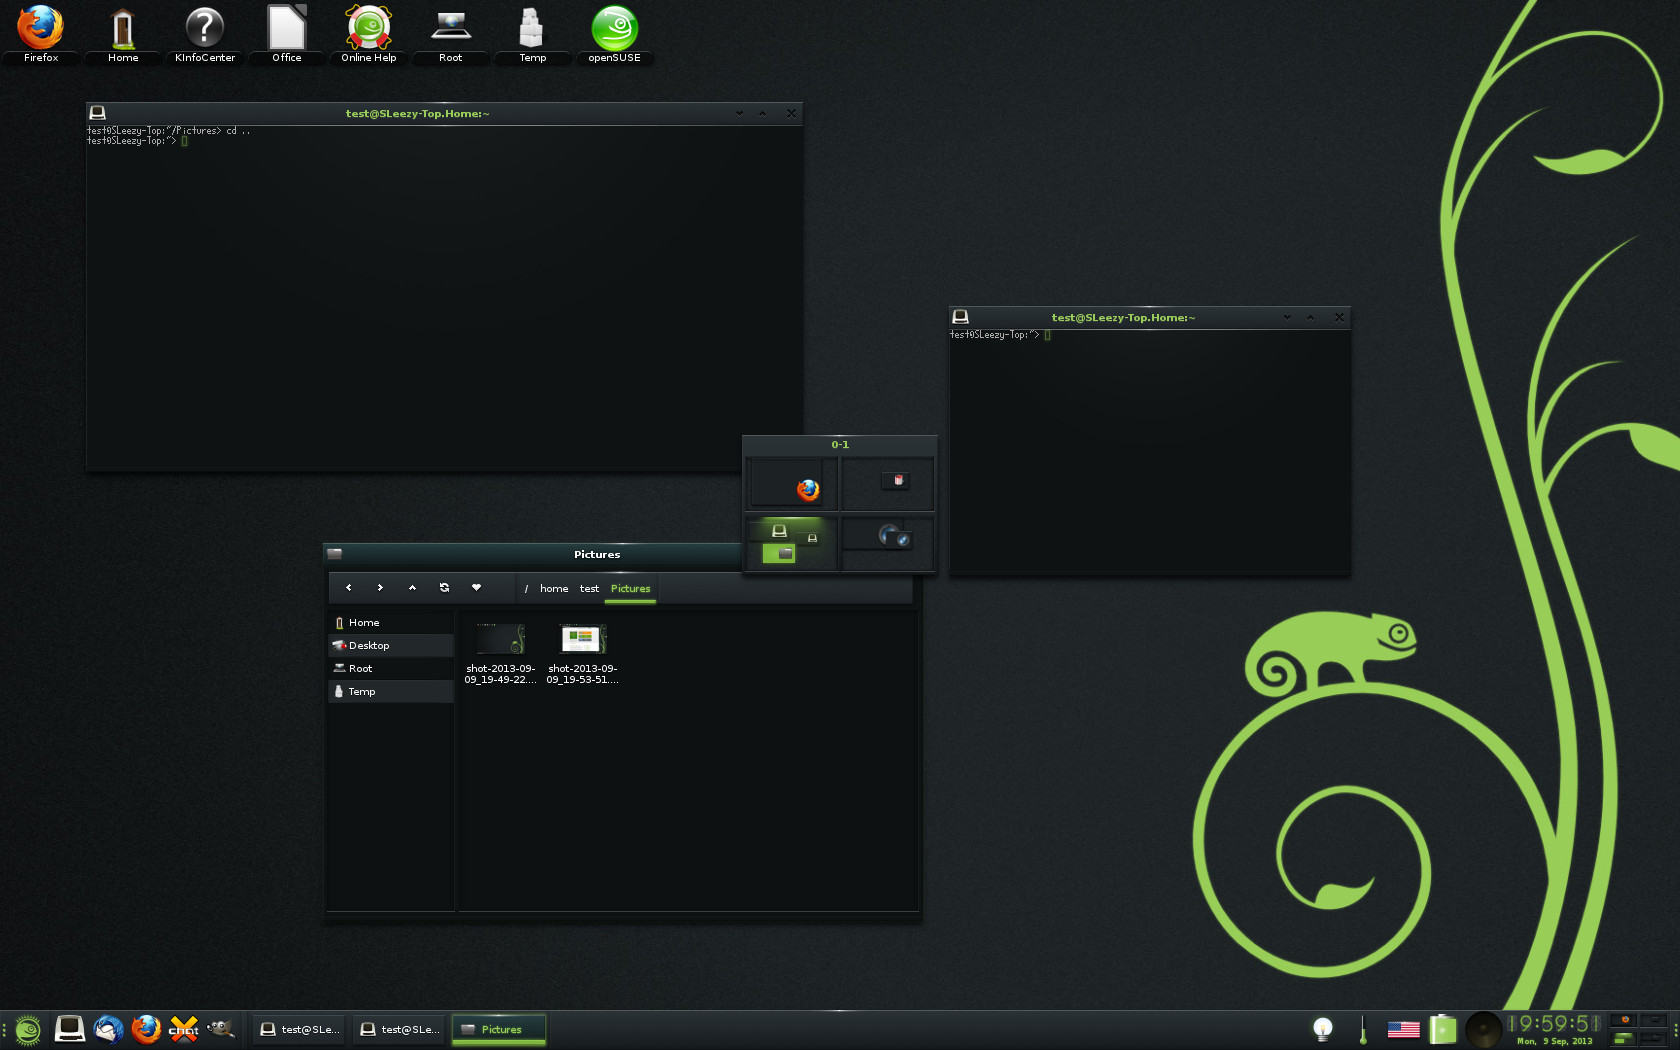 Firefox
Home
KInfoCenter
Office
Online Help
Root
Temp
openSUSE
test@SLeezy-Top.Home:~
test@SLeezy-Top:~/Pictures> cd ..
test@SLeezy-Top:~>
test@SLeezy-Top.Home:~
test@SLeezy-Top:~>
0-1
Pictures
/ home test Pictures
Home
Desktop
Root
Temp
shot-2013-09-
09_19-49-22....
shot-2013-09-
09_19-53-51....
chat
test@SLe...
test@SLe...
Pictures
19:59:51
Mon, 9 Sep, 2013